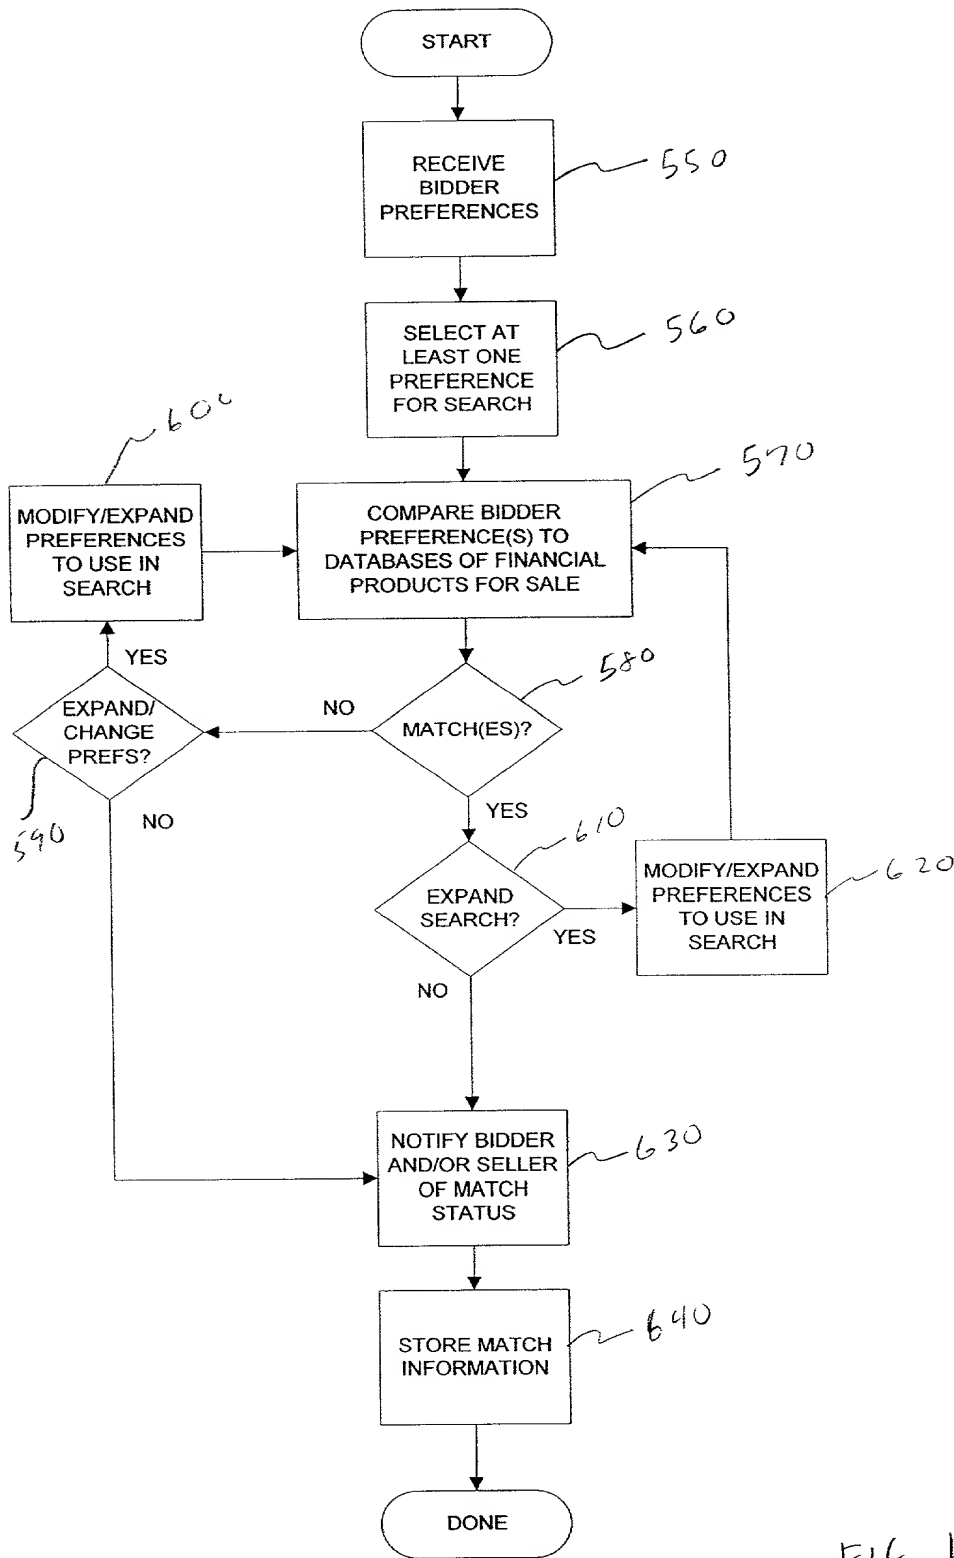 START
RECEIVE
BIDDER
PREFERENCES
550
SELECT AT
LEAST ONE
PREFERENCE
FOR SEARCH
560
600
MODIFY/EXPAND
PREFERENCES
TO USE IN
SEARCH
COMPARE BIDDER
PREFERENCE(S) TO
DATABASES OF FINANCIAL
PRODUCTS FOR SALE
570
YES
EXPAND/
CHANGE
PREFS?
590
NO
NO
MATCH(ES)?
580
YES
EXPAND
SEARCH?
610
YES
NO
MODIFY/EXPAND
PREFERENCES
TO USE IN
SEARCH
620
NOTIFY BIDDER
AND/OR SELLER
OF MATCH
STATUS
630
STORE MATCH
INFORMATION
640
DONE